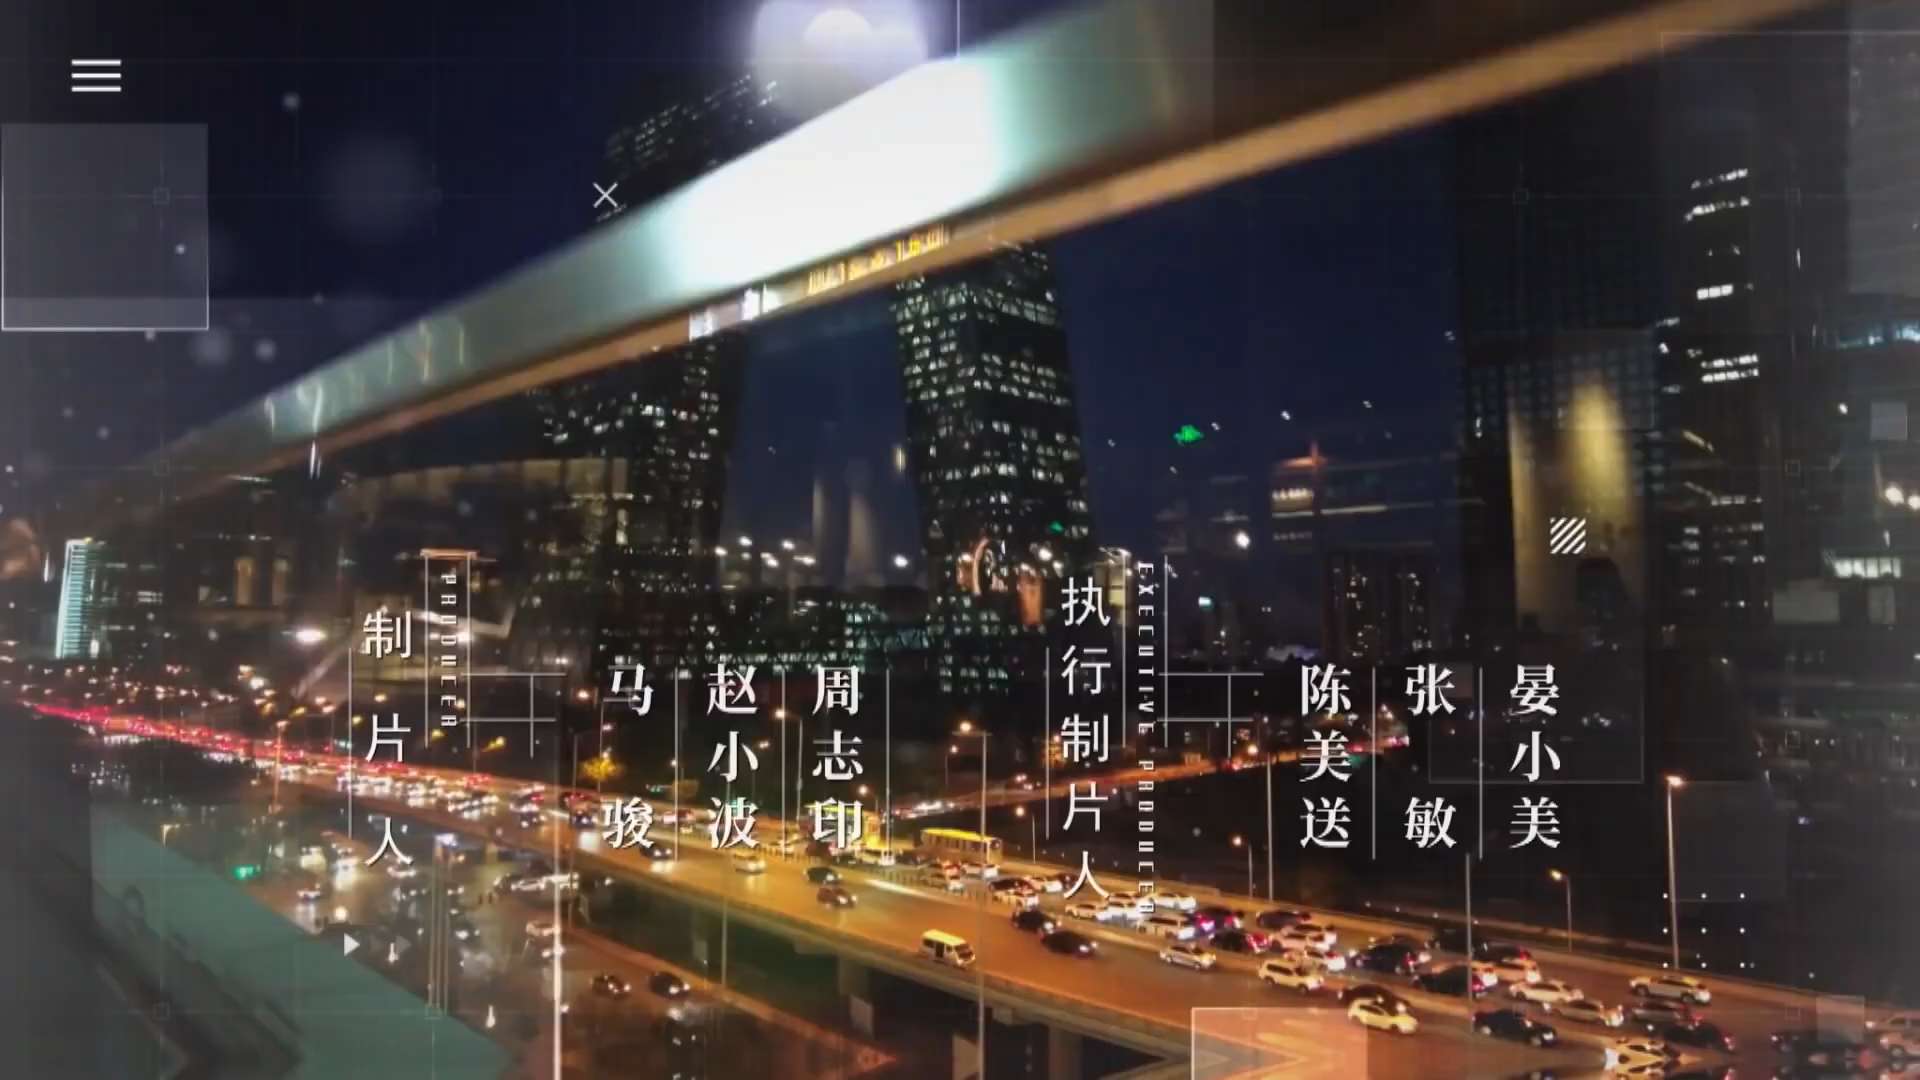 制片人
PRODUCER
马骏
赵小波
周志印
执行制片人
EXECUTIVE PRODUCER
陈美送
张敏
晏小美